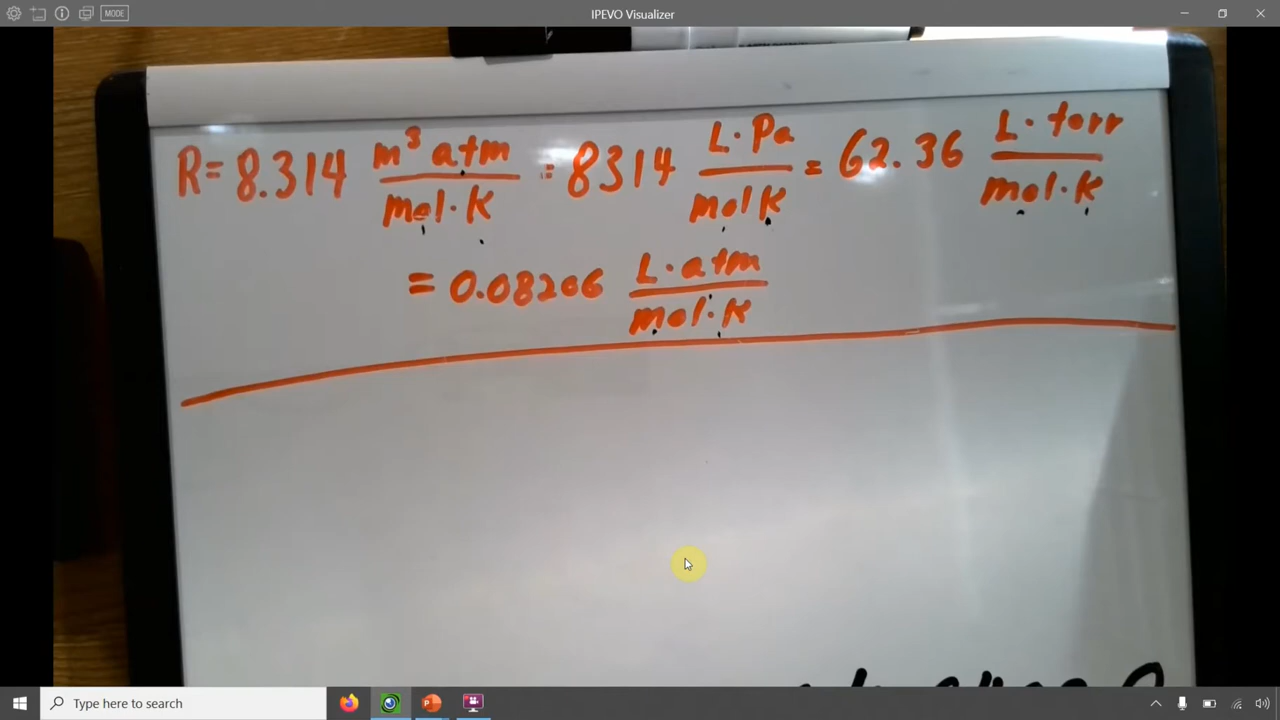 MODE
IPEVO Visualizer
R = 8.314 m³ atm / mol·K = 8314 L·Pa / mol K = 62.36 L·torr / mol·K
= 0.08206 L·atm / mol·K
Type here to search